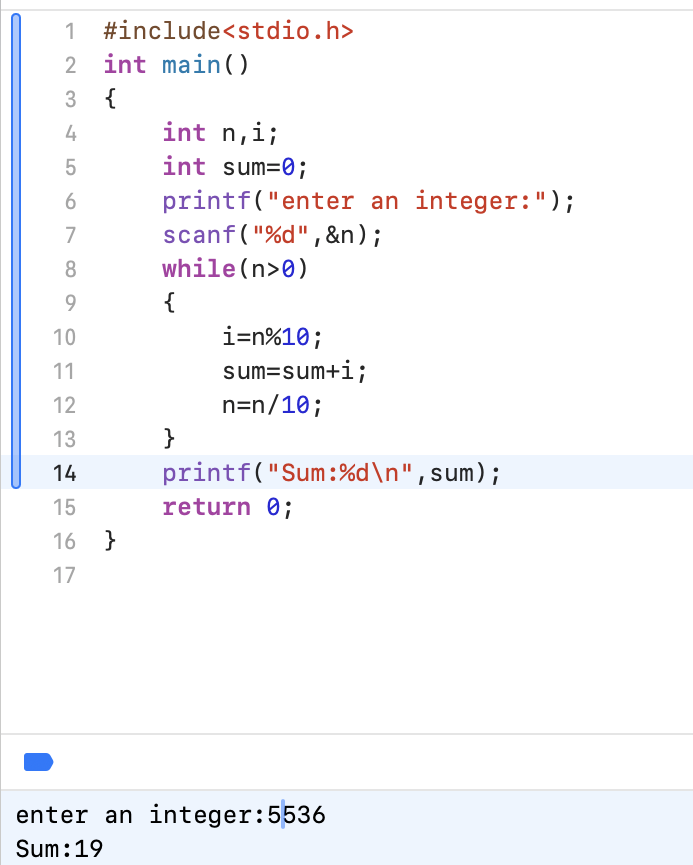 1 #include<stdio.h>
2 int main()
3 {
4     int n,i;
5     int sum=0;
6     printf("enter an integer:");
7     scanf("%d",&n);
8     while(n>0)
9     {
10         i=n%10;
11         sum=sum+i;
12         n=n/10;
13     }
14     printf("Sum:%d\n",sum);
15     return 0;
16 }
17
enter an integer:5536
Sum:19